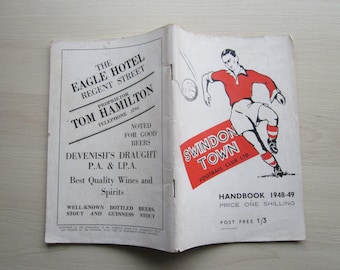 THE
EAGLE HOTEL
REGENT STREET
PROPRIETOR
TOM HAMILTON
TELEPHONE
NOTED
FOR GOOD
BEERS
DEVENISH'S DRAUGHT
P.A. & I.P.A.
Best Quality Wines and
Spirits
WELL-KNOWN BOTTLED BEERS,
STOUT AND GUINNESS STOUT
SWINDON
TOWN
FOOTBALL CLUB LTD.
HANDBOOK 1948-49
PRICE ONE SHILLING
POST FREE 1/3